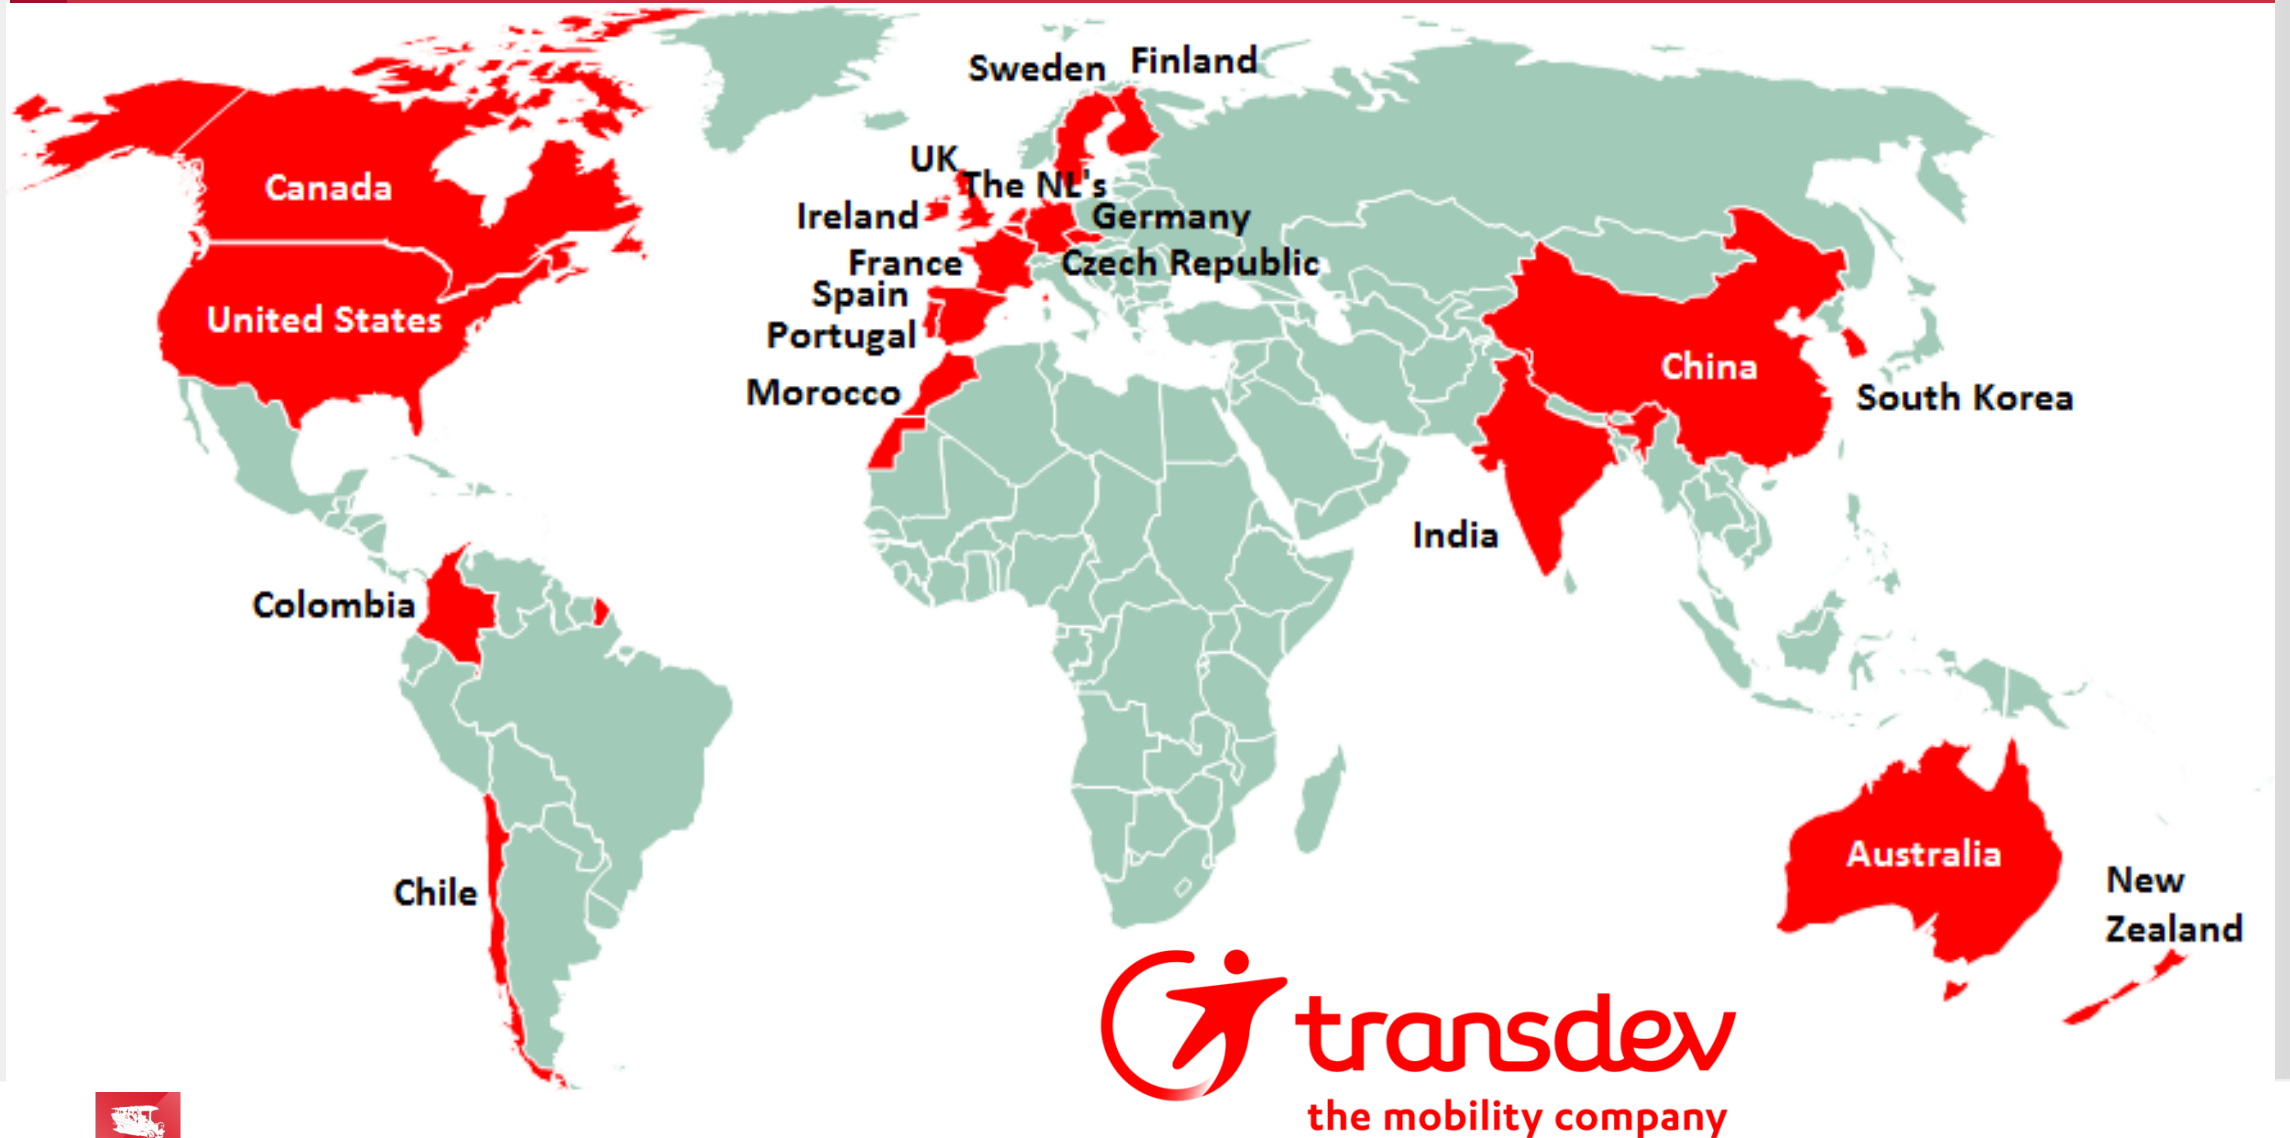 Sweden
Finland
UK
The NL's
Canada
Ireland
Germany
France
Czech Republic
Spain
United States
Portugal
China
Morocco
South Korea
India
Colombia
Australia
Chile
New
Zealand
transdev
the mobility company